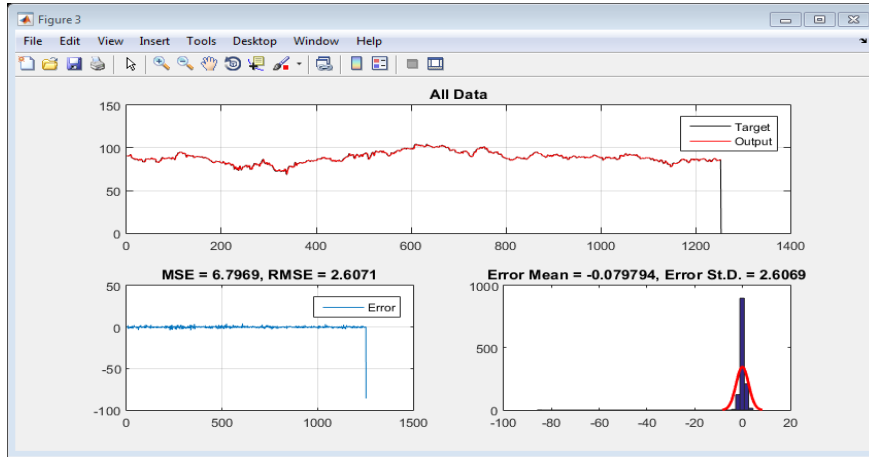 Figure 3
File Edit View Insert Tools Desktop Window Help
All Data
150
100
50
0
Target
Output
0 200 400 600 800 1000 1200 1400
MSE = 6.7969, RMSE = 2.6071
50
0
-50
-100
Error
0 500 1000 1500
Error Mean = -0.079794, Error St.D. = 2.6069
1000
500
0
-100 -80 -60 -40 -20 0 20